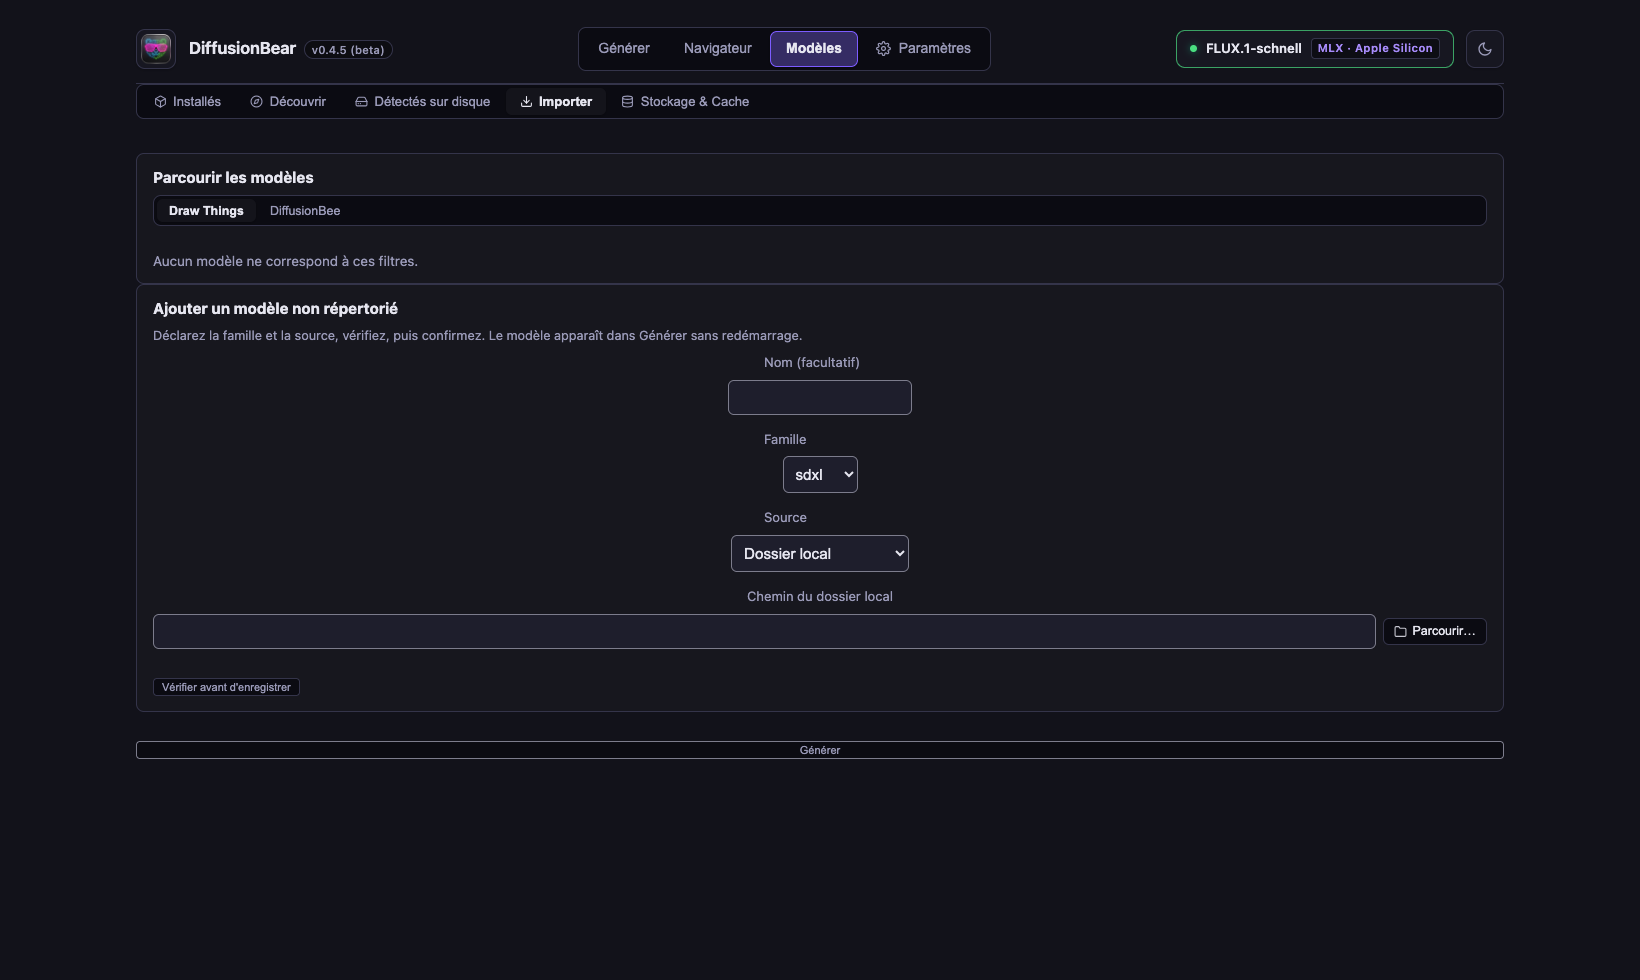 DiffusionBear v0.4.5 (beta)
Générer Navigateur Modèles Paramètres
FLUX.1-schnell MLX · Apple Silicon
Installés Découvrir Détectés sur disque Importer Stockage & Cache
Parcourir les modèles
Draw Things DiffusionBee
Aucun modèle ne correspond à ces filtres.
Ajouter un modèle non répertorié
Déclarez la famille et la source, vérifiez, puis confirmez. Le modèle apparaît dans Générer sans redémarrage.
Nom (facultatif)
Famille
sdxl
Source
Dossier local
Chemin du dossier local
Parcourir...
Vérifier avant d'enregistrer
Générer